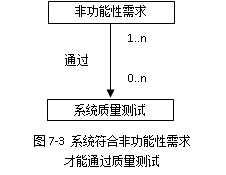 非功能性需求
1..n
通过
0..n
系统质量测试
图 7-3 系统符合非功能性需求
才能通过质量测试